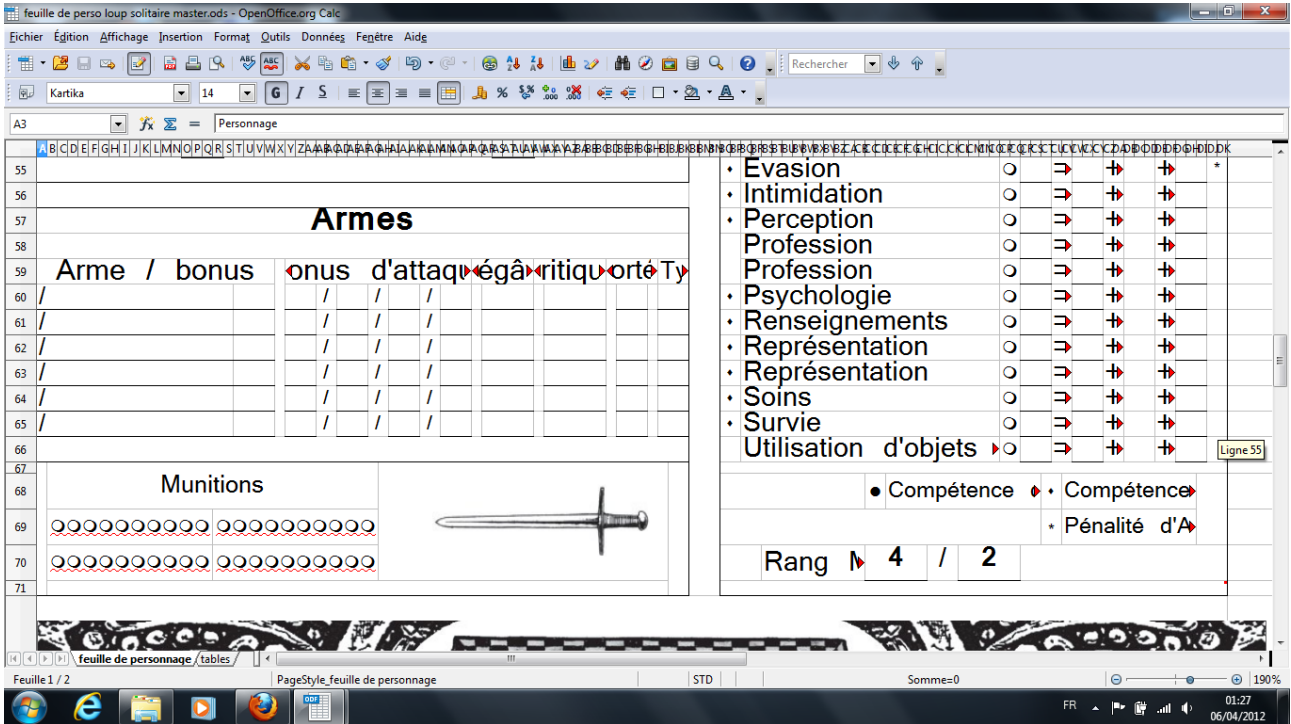 feuille de perso loup solitaire master.ods - OpenOffice.org Calc
Fichier Édition Affichage Insertion Format Outils Données Fenêtre Aide
Rechercher
Kartika 14 G I S
A3 Personnage
A B C D E F G H I J K L M N O P Q R S T U V W X Y Z
55 Evasion *
56 Intimidation
57 Armes Perception
58 Profession
59 Arme / bonus onus d'attaqu égâ ritiqu orté Ty Profession
60 / / / / Psychologie
61 / / / / Renseignements
62 / / / / Représentation
63 / / / / Représentation
64 / / / / Soins
65 / / / / Survie
66 Utilisation d'objets Ligne 55
67
68 Munitions Compétence Compétence
69 * Pénalité d'A
70 Rang M 4 / 2
71
feuille de personnage tables
Feuille 1 / 2 PageStyle_feuille de personnage STD Somme=0 190%
FR 01:27
06/04/2012